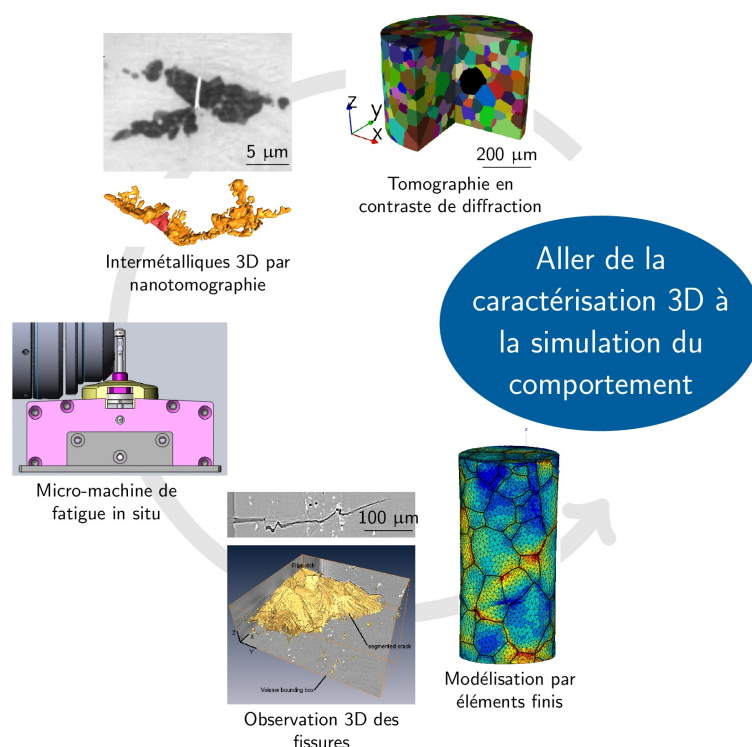 5 µm
Intermétalliques 3D par
nanotomographie
z
y
x
200 µm
Tomographie en
contraste de diffraction
Aller de la
caractérisation 3D à
la simulation du
comportement
Micro-machine de
fatigue in situ
100 µm
segmented crack
Z
X
Y
Volume bounding box
Observation 3D des
fissures
z
Modélisation par
éléments finis